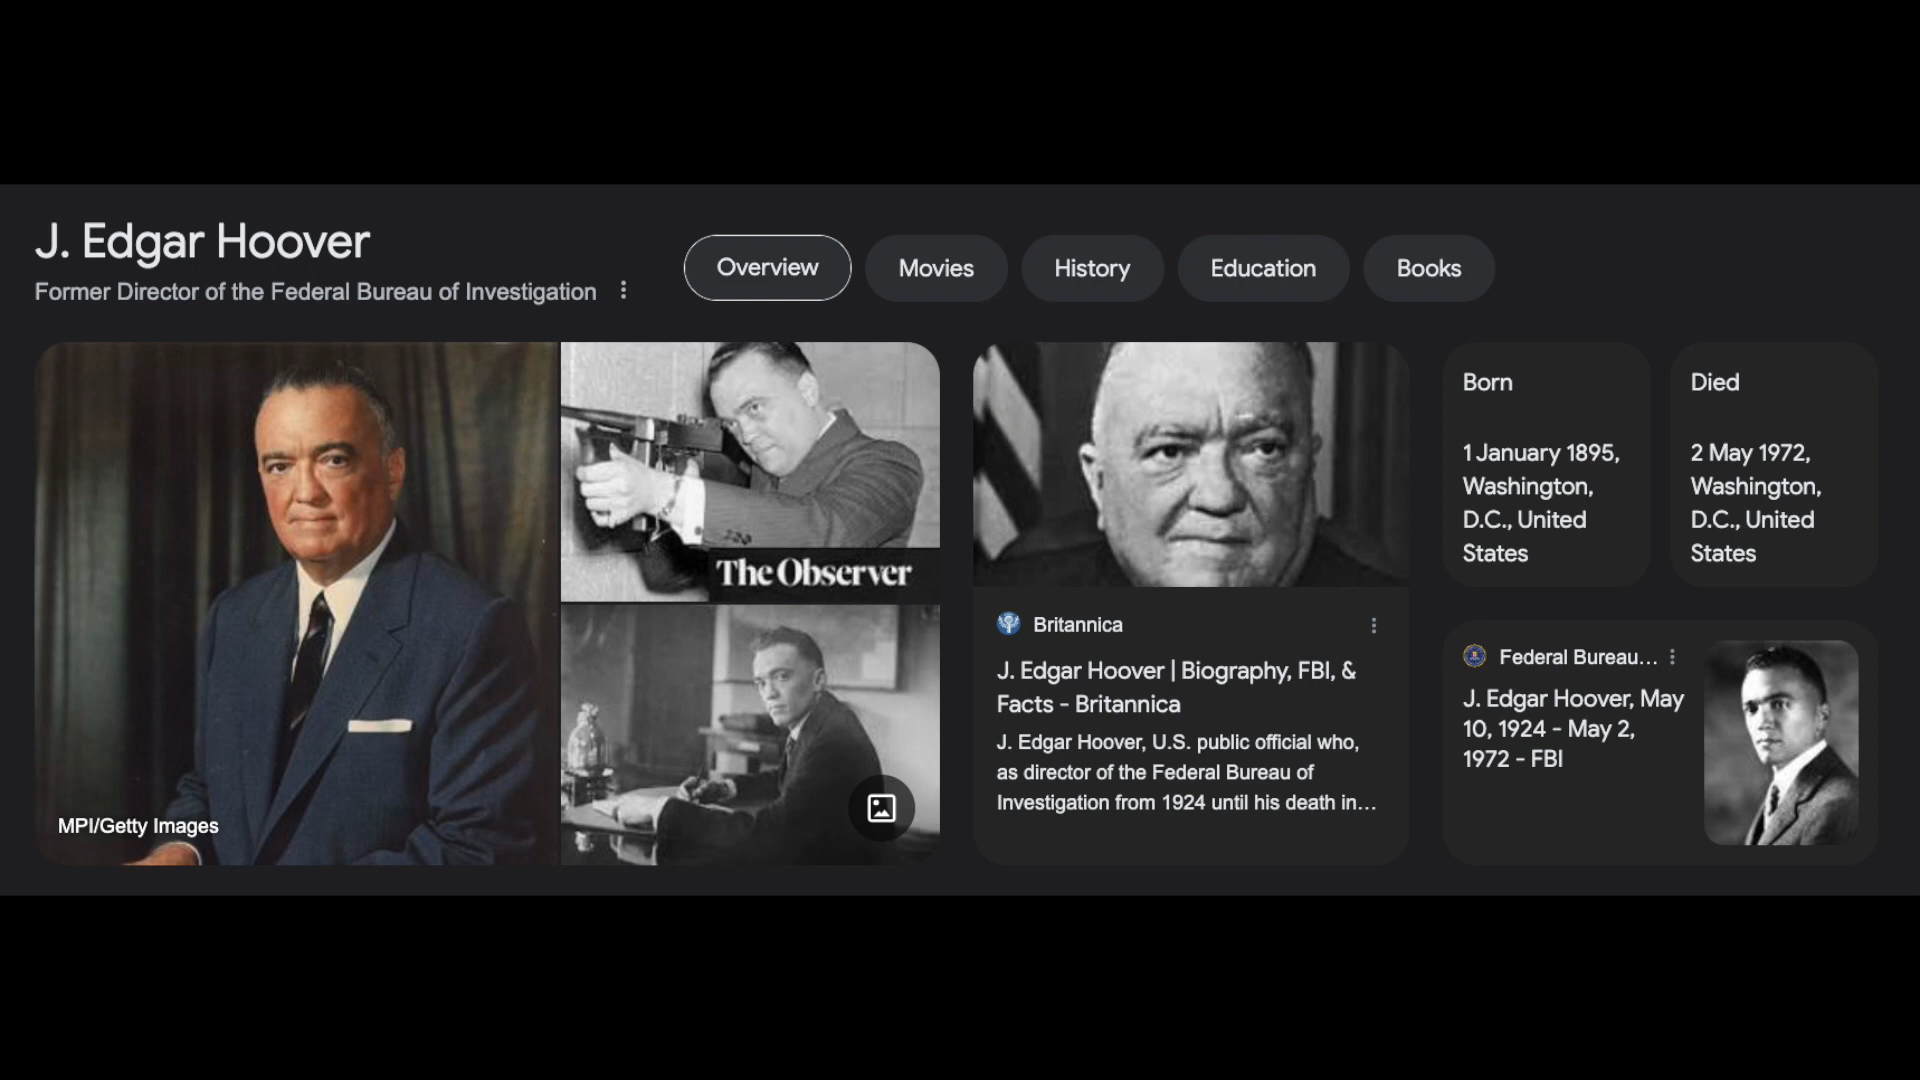 J. Edgar Hoover
Former Director of the Federal Bureau of Investigation
Overview
Movies
History
Education
Books
MPI/Getty Images
The Observer
Britannica
J. Edgar Hoover | Biography, FBI, &
Facts - Britannica
J. Edgar Hoover, U.S. public official who,
as director of the Federal Bureau of
Investigation from 1924 until his death in...
Born
1 January 1895,
Washington,
D.C., United
States
Died
2 May 1972,
Washington,
D.C., United
States
Federal Bureau...
J. Edgar Hoover, May
10, 1924 - May 2,
1972 - FBI